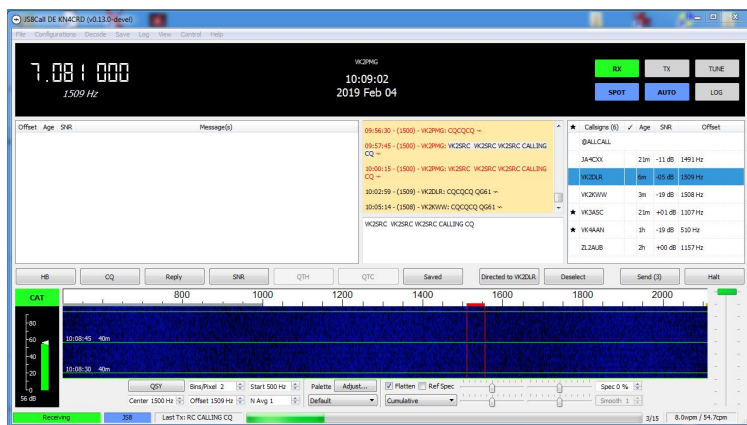 JS8Call DE KN4CRD (v0.13.0-devel)
File Configurations Decode Save Log View Control Help
7.081 000
1509 Hz
VK2PMG
10:09:02
2019 Feb 04
RX TX TUNE
SPOT AUTO LOG
Offset Age SNR Message(s)
09:56:30 - (1500) - VK2PMG: CQCQCQ
09:57:45 - (1500) - VK2PMG: VK2SRC VK2SRC VK2SRC CALLING
CQ
10:00:15 - (1500) - VK2PMG: VK2SRC VK2SRC VK2SRC CALLING
CQ
10:02:59 - (1509) - VK2DLR: CQCQCQ QG61
10:05:14 - (1508) - VK2KWW: CQCQCQ QG61
VK2SRC VK2SRC VK2SRC CALLING CQ
★ Callsigns (6) ✓ Age SNR Offset
@ALLCALL
JA4CXX 21m -11 dB 1491 Hz
VK2DLR 6m -05 dB 1509 Hz
VK2KWW 3m -19 dB 1508 Hz
★ VK3ASC 21m +01 dB 1107 Hz
★ VK4AAN 1h -19 dB 510 Hz
ZL2AUB 2h +00 dB 1157 Hz
HB CQ Reply SNR QTH QTC Saved Directed to VK2DLR Deselect Send (3) Halt
CAT
800 1000 1200 1400 1600 1800 2000
80
60
40
20
0
56 dB
10:08:45 40m
10:08:30 40m
QSY Bins/Pixel 2 Start 500 Hz Palette Adjust... Flatten Ref Spec Spec 0 %
Center 1500 Hz Offset 1509 Hz N Avg 1 Default Cumulative Smooth 1
Receiving JS8 Last Tx: RC CALLING CQ 3/15 8.0wpm / 54.7cpm